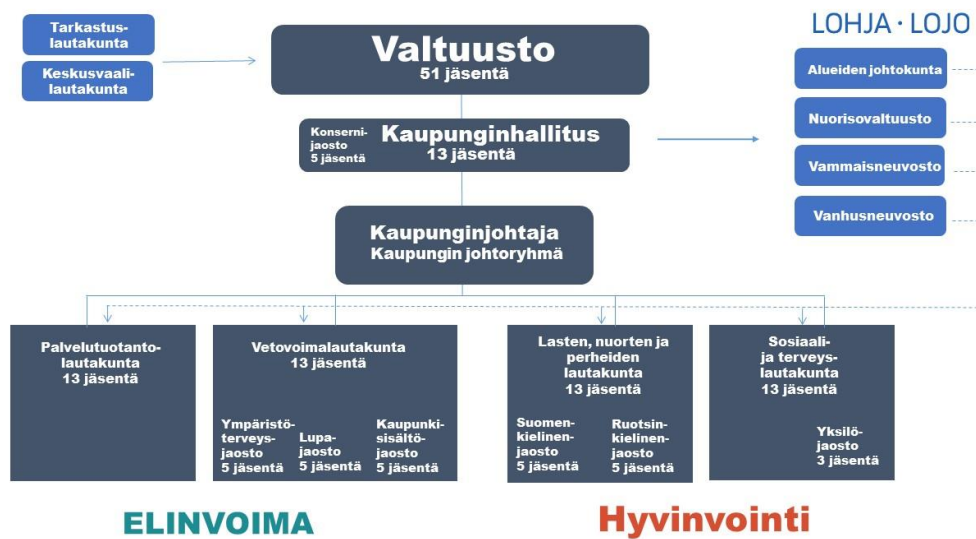 Tarkastus-
lautakunta
Keskusvaali-
lautakunta
Valtuusto
51 jäsentä
LOHJA · LOJO
Alueiden johtokunta
Nuorisovaltuusto
Vammaisneuvosto
Vanhusneuvosto
Konserni-
jaosto
5 jäsentä
Kaupunginhallitus
13 jäsentä
Kaupunginjohtaja
Kaupungin johtoryhmä
Palvelutuotanto-
lautakunta
13 jäsentä
Vetovoimalautakunta
13 jäsentä
Ympäristö-
terveys-
jaosto
5 jäsentä
Lupa-
jaosto
5 jäsentä
Kaupunki-
sisältö-
jaosto
5 jäsentä
Lasten, nuorten ja
perheiden
lautakunta
13 jäsentä
Suomen-
kielinen-
jaosto
5 jäsentä
Ruotsin-
kielinen-
jaosto
5 jäsentä
Sosiaali-
ja terveys-
lautakunta
13 jäsentä
Yksilö-
jaosto
3 jäsentä
ELINVOIMA
Hyvinvointi